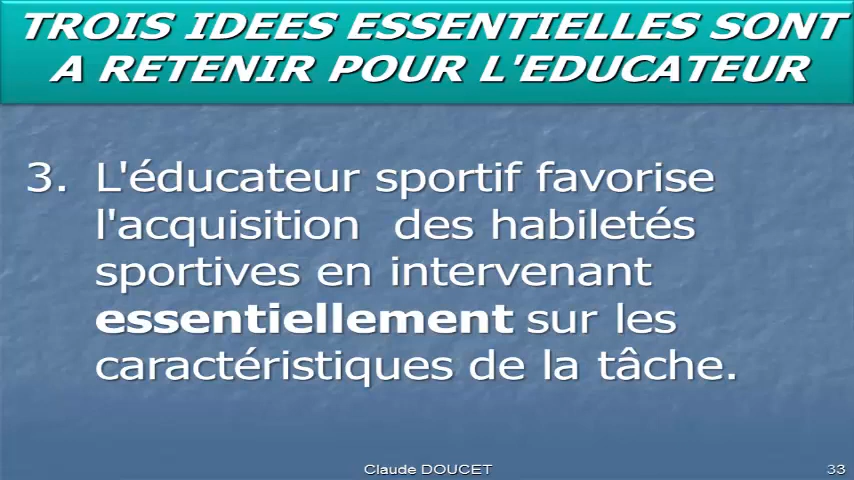 TROIS IDEES ESSENTIELLES SONT
A RETENIR POUR L'EDUCATEUR
3. L'éducateur sportif favorise
l'acquisition des habiletés
sportives en intervenant
essentiellement sur les
caractéristiques de la tâche.
Claude DOUCET
33